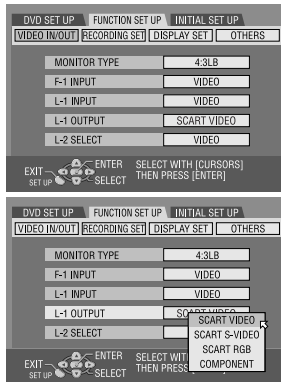 DVD SET UP FUNCTION SET UP INITIAL SET UP
VIDEO IN/OUT RECORDING SET DISPLAY SET OTHERS
MONITOR TYPE 4:3LB
F-1 INPUT VIDEO
L-1 INPUT VIDEO
L-1 OUTPUT SCART VIDEO
L-2 SELECT VIDEO
EXIT ENTER SELECT WITH [CURSORS]
SET UP SELECT THEN PRESS [ENTER]
DVD SET UP FUNCTION SET UP INITIAL SET UP
VIDEO IN/OUT RECORDING SET DISPLAY SET OTHERS
MONITOR TYPE 4:3LB
F-1 INPUT VIDEO
L-1 INPUT VIDEO
L-1 OUTPUT SCART VIDEO
SCART VIDEO
L-2 SELECT SCART S-VIDEO
SCART RGB
EXIT ENTER SELECT WIT COMPONENT
SET UP SELECT THEN PRESS